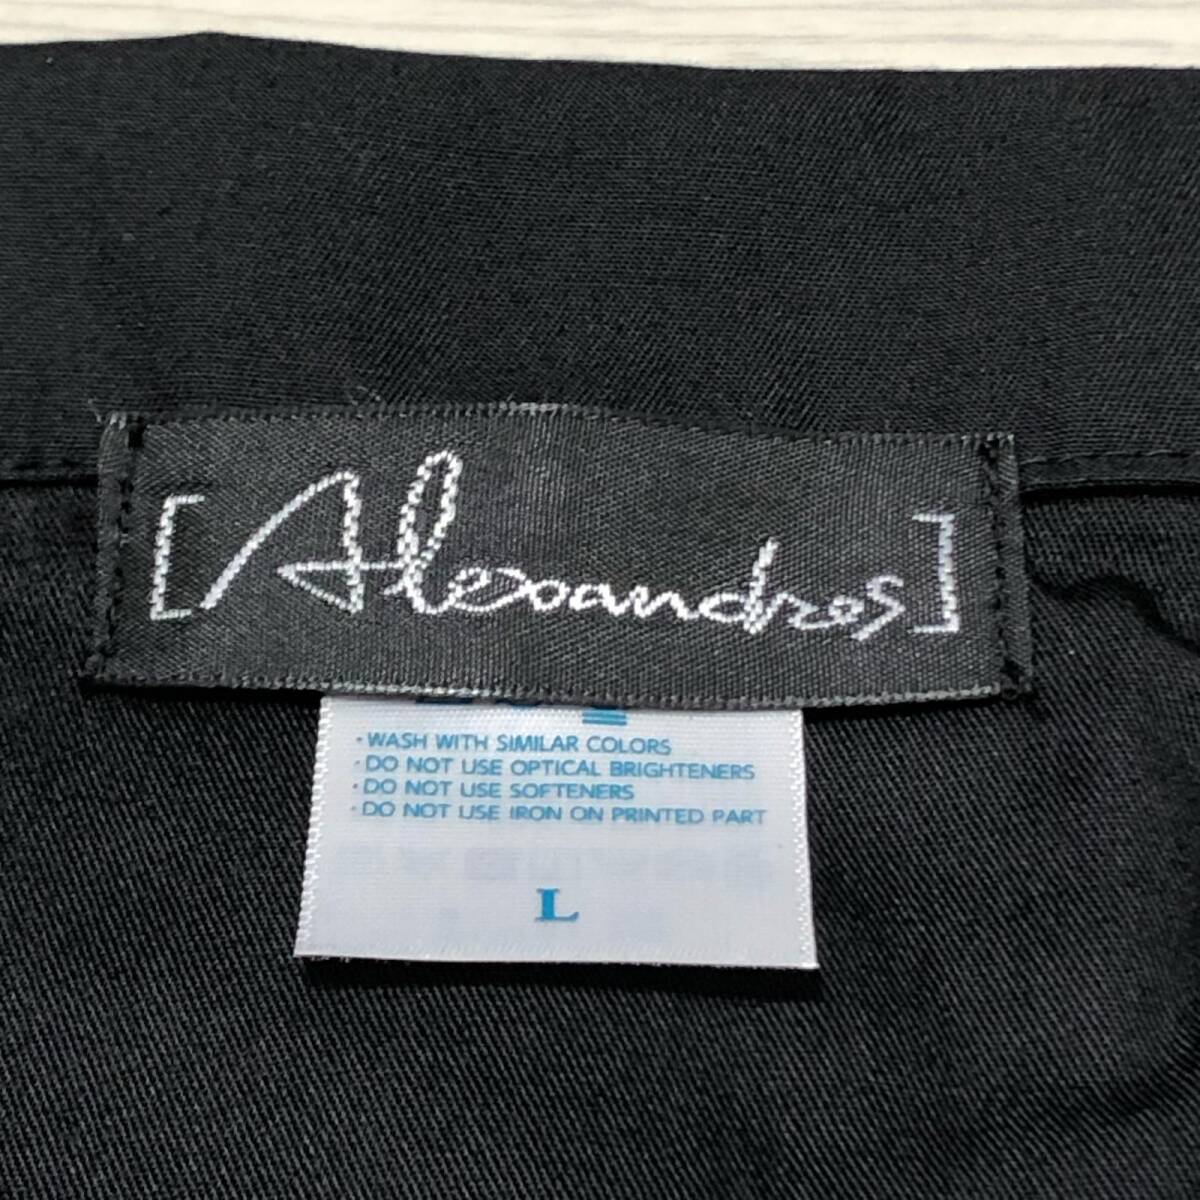 [Alexandros]
・WASH WITH SIMILAR COLORS
・DO NOT USE OPTICAL BRIGHTENERS
・DO NOT USE SOFTENERS
・DO NOT USE IRON ON PRINTED PART
L